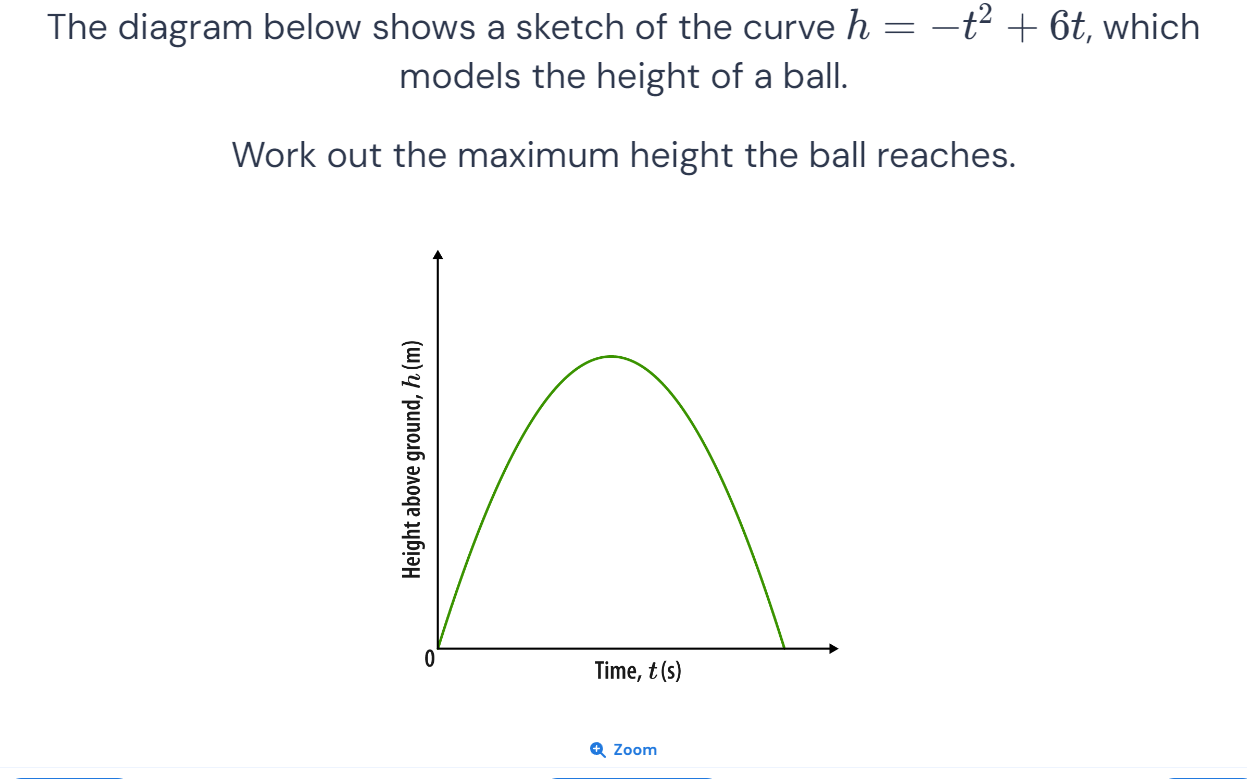 The diagram below shows a sketch of the curve h = −t² + 6t, which
models the height of a ball.
Work out the maximum height the ball reaches.
Height above ground, h (m)
0
Time, t (s)
Zoom